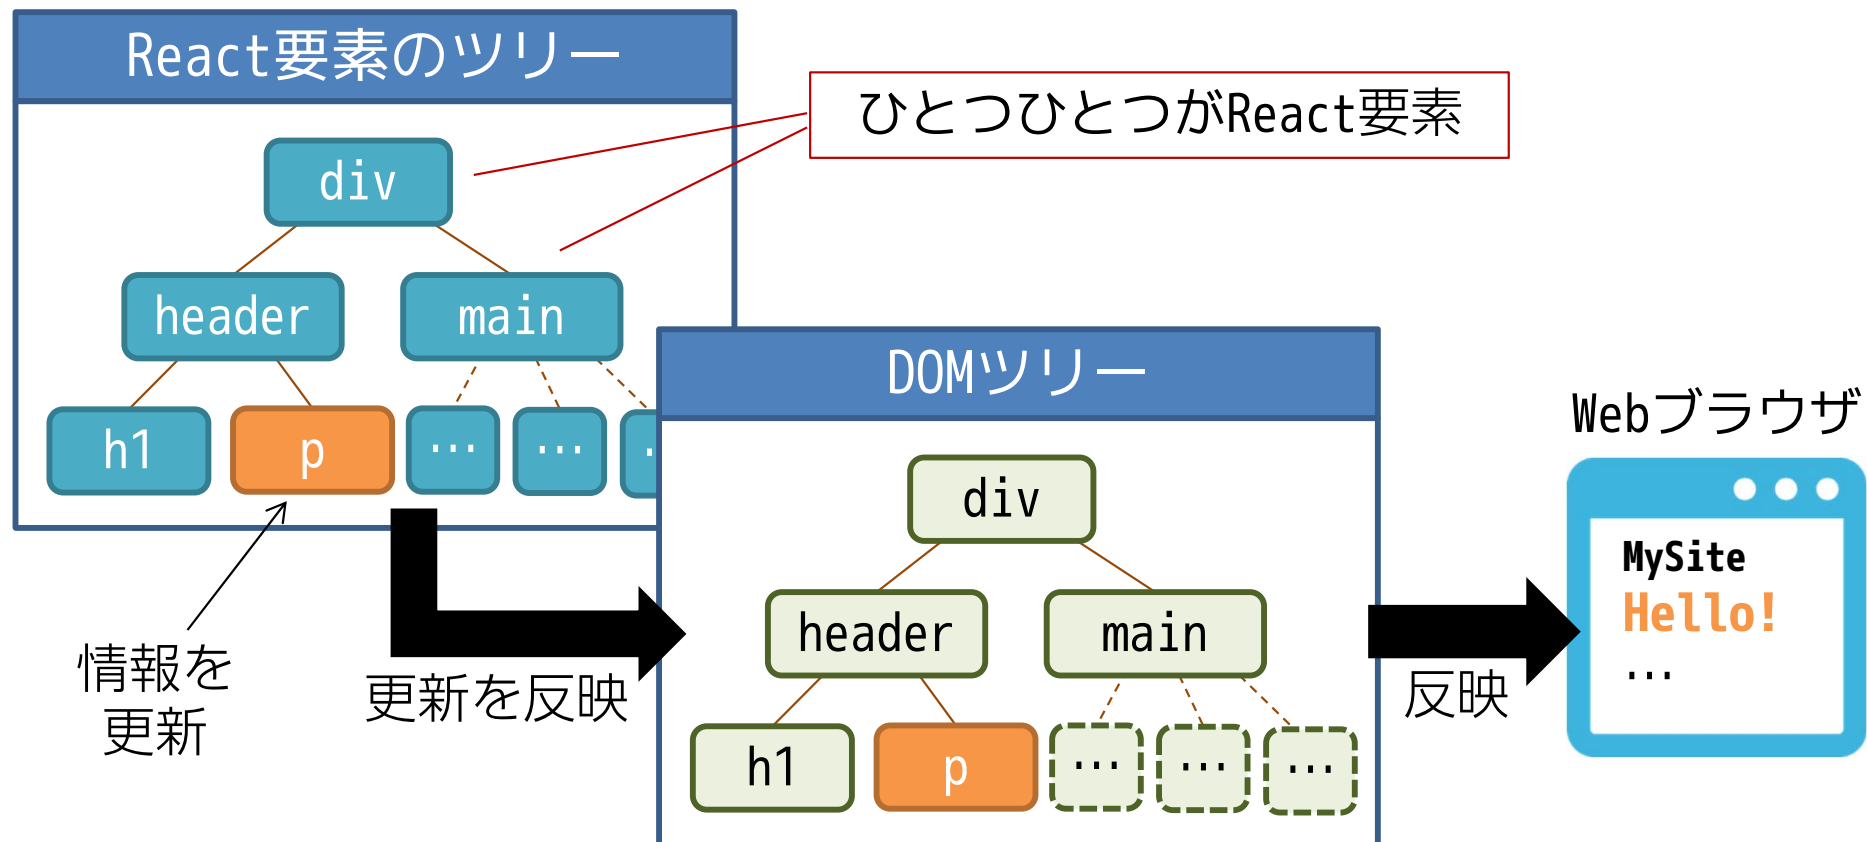 React要素のツリー
ひとつひとつがReact要素
div
header
main
h1
p
…
…
情報を
更新
更新を反映
DOMツリー
div
header
main
h1
p
…
…
…
反映
Webブラウザ
MySite
Hello!
…